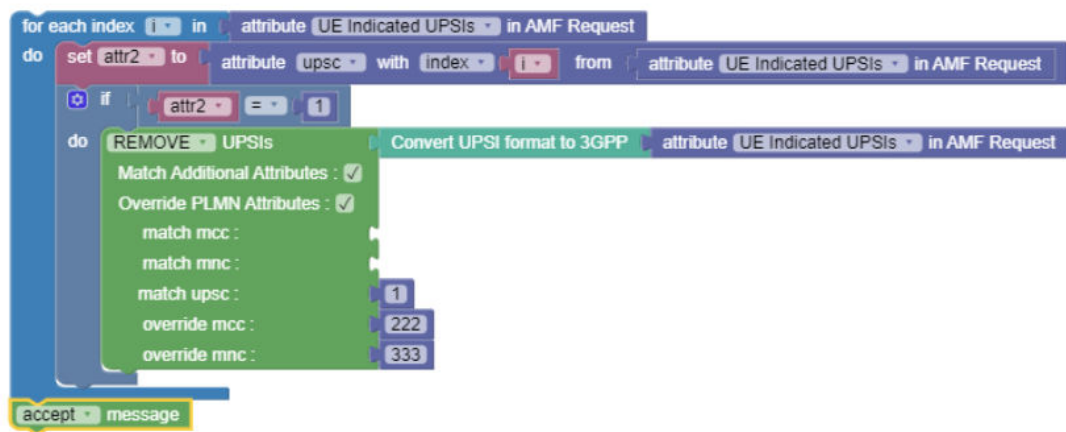 for each index i in attribute UE Indicated UPSIs in AMF Request
do set attr2 to attribute upsc with index i from attribute UE Indicated UPSIs in AMF Request
if attr2 = 1
do REMOVE UPSIs Convert UPSI format to 3GPP attribute UE Indicated UPSIs in AMF Request
Match Additional Attributes :
Override PLMN Attributes :
match mcc :
match mnc :
match upsc : 1
override mcc : 222
override mnc : 333
accept message